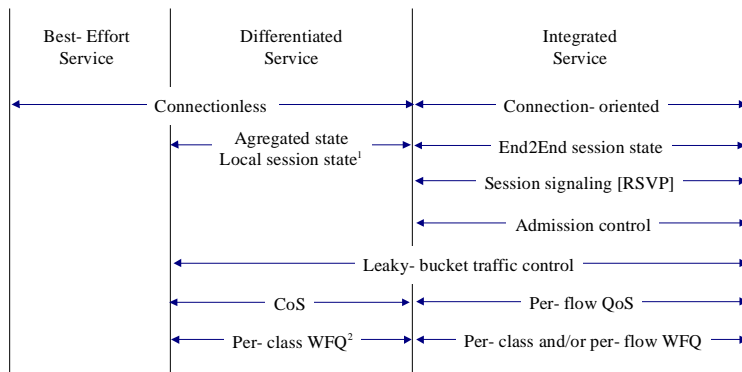 Best- Effort
Service
Differentiated
Service
Integrated
Service
Connectionless
Connection- oriented
Agregated state
Local session state¹
End2End session state
Session signaling [RSVP]
Admission control
Leaky- bucket traffic control
CoS
Per- flow QoS
Per- class WFQ²
Per- class and/or per- flow WFQ